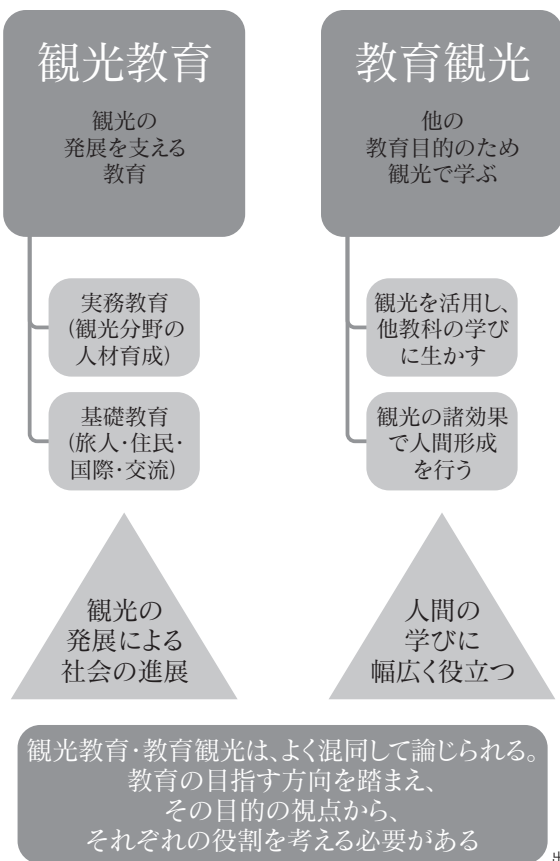 観光教育
観光の
発展を支える
教育
実務教育
(観光分野の
人材育成)
基礎教育
(旅人・住民・
国際・交流)
観光の
発展による
社会の進展
教育観光
他の
教育目的のため
観光で学ぶ
観光を活用し、
他教科の学び
に生かす
観光の諸効果
で人間形成
を行う
人間の
学びに
幅広く役立つ
観光教育・教育観光は、よく混同して論じられる。
教育の目指す方向を踏まえ、
その目的の視点から、
それぞれの役割を考える必要がある